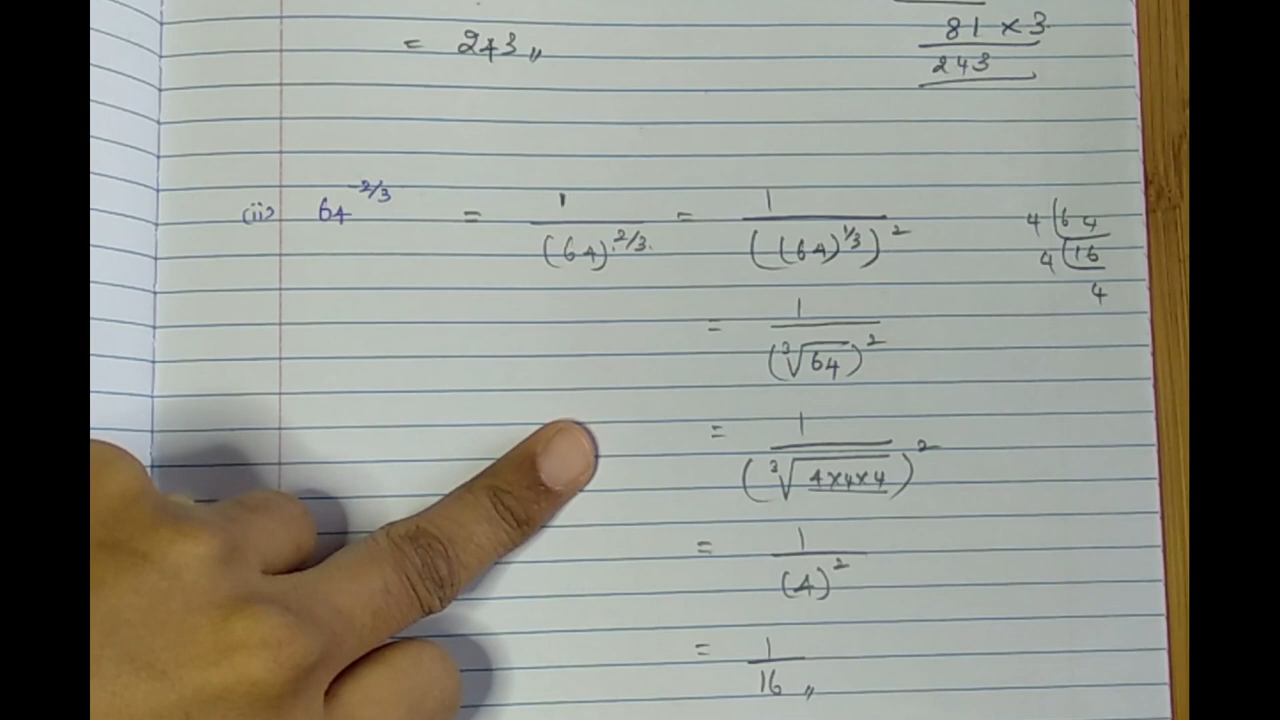 = 243 〃
81 × 3
243
(ii) 64^-2/3 = 1/(64)^2/3 = 1/((64)^1/3)^2
4 | 64
4 | 16
4
= 1/(∛64)^2
= 1/(∛4×4×4)^2
= 1/(4)^2
= 1/16 〃